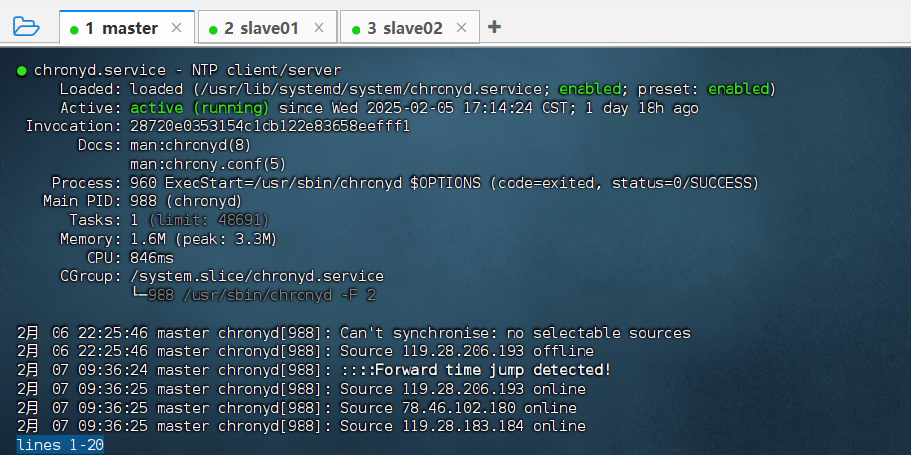 1 master
2 slave01
3 slave02
● chronyd.service - NTP client/server
Loaded: loaded (/usr/lib/systemd/system/chronyd.service; enabled; preset: enabled)
Active: active (running) since Wed 2025-02-05 17:14:24 CST; 1 day 18h ago
Invocation: 28720e0353154c1db122e83658eefff1
Docs: man:chronyd(8)
man:chrony.conf(5)
Process: 960 ExecStart=/usr/sbin/chronyd $OPTIONS (code=exited, status=0/SUCCESS)
Main PID: 988 (chronyd)
Tasks: 1 (limit: 48691)
Memory: 1.6M (peak: 3.3M)
CPU: 846ms
CGroup: /system.slice/chronyd.service
└─988 /usr/sbin/chronyd -F 2
2月 06 22:25:46 master chronyd[988]: Can't synchronise: no selectable sources
2月 06 22:25:46 master chronyd[988]: Source 119.28.206.193 offline
2月 07 09:36:24 master chronyd[988]: ::::Forward time jump detected!
2月 07 09:36:25 master chronyd[988]: Source 119.28.206.193 online
2月 07 09:36:25 master chronyd[988]: Source 78.46.102.180 online
2月 07 09:36:25 master chronyd[988]: Source 119.28.183.184 online
lines 1-20